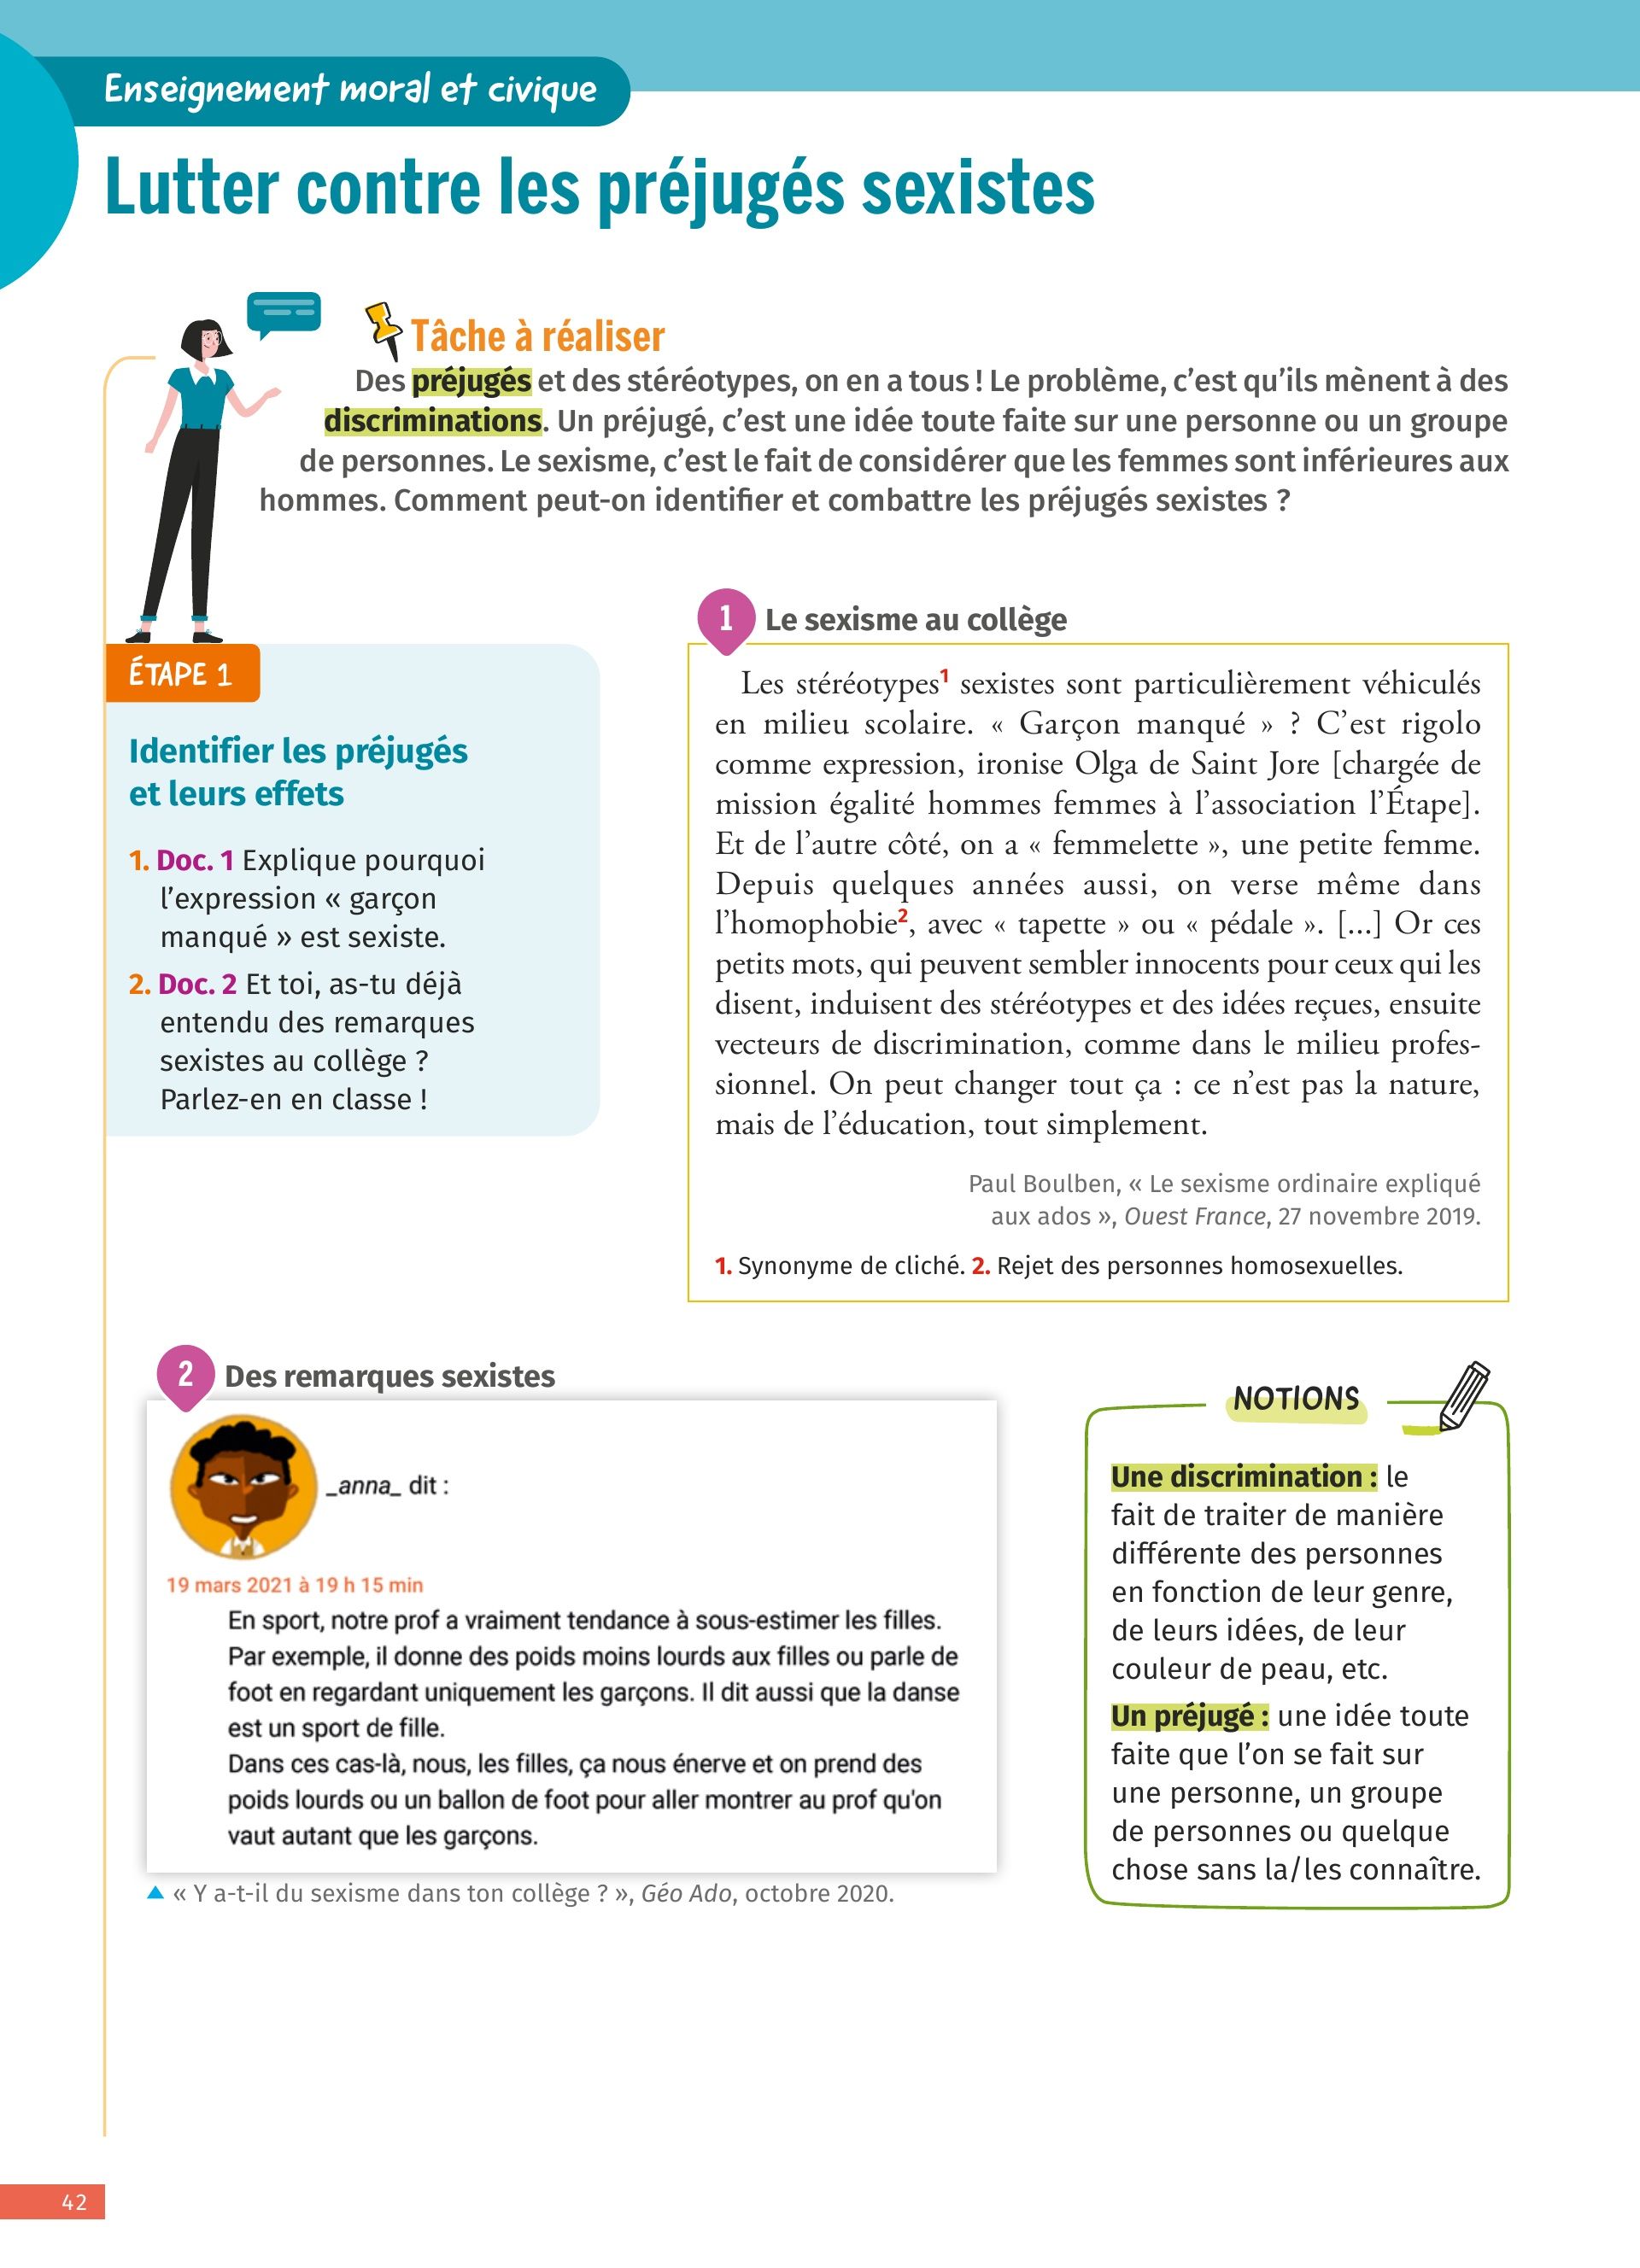 Enseignement moral et civique
Lutter contre les préjugés sexistes
Tâche à réaliser
Des préjugés et des stéréotypes, on en a tous ! Le problème, c'est qu'ils mènent à des
discriminations. Un préjugé, c'est une idée toute faite sur une personne ou un groupe
de personnes. Le sexisme, c'est le fait de considérer que les femmes sont inférieures aux
hommes. Comment peut-on identifier et combattre les préjugés sexistes ?
ÉTAPE 1
Identifier les préjugés
et leurs effets
1. Doc. 1 Explique pourquoi
l'expression « garçon
manqué » est sexiste.
2. Doc. 2 Et toi, as-tu déjà
entendu des remarques
sexistes au collège ?
Parlez-en en classe !
1 Le sexisme au collège
Les stéréotypes1 sexistes sont particulièrement véhiculés
en milieu scolaire. « Garçon manqué » ? C'est rigolo
comme expression, ironise Olga de Saint Jore [chargée de
mission égalité hommes femmes à l'association l'Étape].
Et de l'autre côté, on a « femmelette », une petite femme.
Depuis quelques années aussi, on verse même dans
l'homophobie2, avec « tapette » ou « pédale ». [...] Or ces
petits mots, qui peuvent sembler innocents pour ceux qui les
disent, induisent des stéréotypes et des idées reçues, ensuite
vecteurs de discrimination, comme dans le milieu profes-
sionnel. On peut changer tout ça : ce n'est pas la nature,
mais de l'éducation, tout simplement.
Paul Boulben, « Le sexisme ordinaire expliqué
aux ados », Ouest France, 27 novembre 2019.
1. Synonyme de cliché. 2. Rejet des personnes homosexuelles.
2 Des remarques sexistes
_anna_ dit :
19 mars 2021 à 19 h 15 min
En sport, notre prof a vraiment tendance à sous-estimer les filles.
Par exemple, il donne des poids moins lourds aux filles ou parle de
foot en regardant uniquement les garçons. Il dit aussi que la danse
est un sport de fille.
Dans ces cas-là, nous, les filles, ça nous énerve et on prend des
poids lourds ou un ballon de foot pour aller montrer au prof qu'on
vaut autant que les garçons.
« Y a-t-il du sexisme dans ton collège ? », Géo Ado, octobre 2020.
NOTIONS
Une discrimination : le
fait de traiter de manière
différente des personnes
en fonction de leur genre,
de leurs idées, de leur
couleur de peau, etc.
Un préjugé : une idée toute
faite que l'on se fait sur
une personne, un groupe
de personnes ou quelque
chose sans la/les connaître.
42